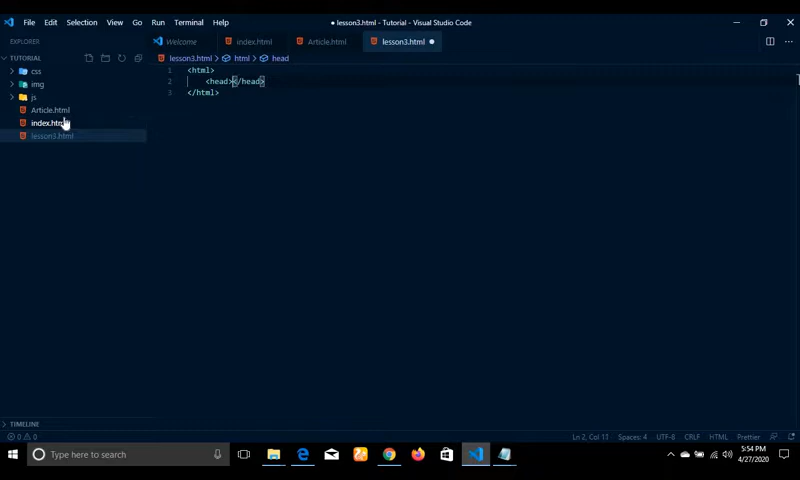 File Edit Selection View Go Run Terminal Help
● lesson3.html - Tutorial - Visual Studio Code
EXPLORER
TUTORIAL
css
img
js
Article.html
lesson3.html
Welcome
index.html
Article.html
lesson3.html
lesson3.html > html > head
1 <html>
2 <head></head>
3 </html>
TIMELINE
0 0
Ln 2, Col 11 Spaces: 4 UTF-8 CRLF HTML Prettier
Type here to search
5:54 PM
4/27/2020